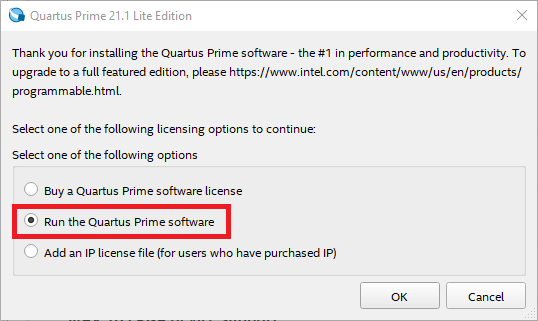 Quartus Prime 21.1 Lite Edition
Thank you for installing the Quartus Prime software - the #1 in performance and productivity. To
upgrade to a full featured edition, please https://www.intel.com/content/www/us/en/products/
programmable.html.
Select one of the following licensing options to continue:
Select one of the following options
Buy a Quartus Prime software license
Run the Quartus Prime software
Add an IP license file (for users who have purchased IP)
OK
Cancel